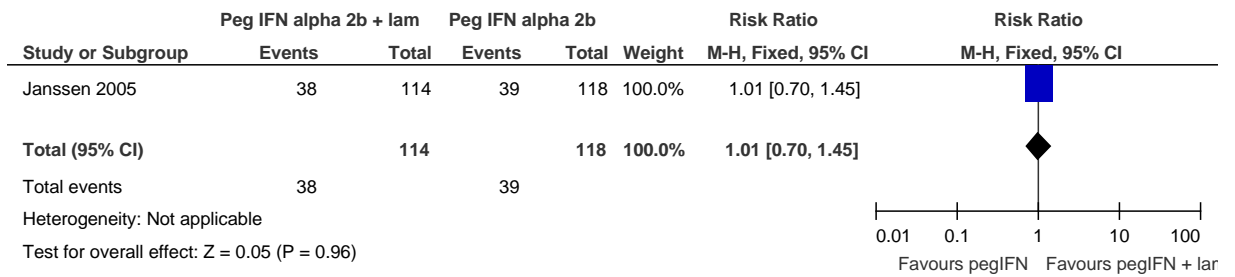 Peg IFN alpha 2b + lam Peg IFN alpha 2b Risk Ratio Risk Ratio
Study or Subgroup Events Total Events Total Weight M-H, Fixed, 95% CI M-H, Fixed, 95% CI
Janssen 2005 38 114 39 118 100.0% 1.01 [0.70, 1.45]
Total (95% CI) 114 118 100.0% 1.01 [0.70, 1.45]
Total events 38 39
Heterogeneity: Not applicable
Test for overall effect: Z = 0.05 (P = 0.96)
0.01 0.1 1 10 100
Favours pegIFN Favours pegIFN + lar